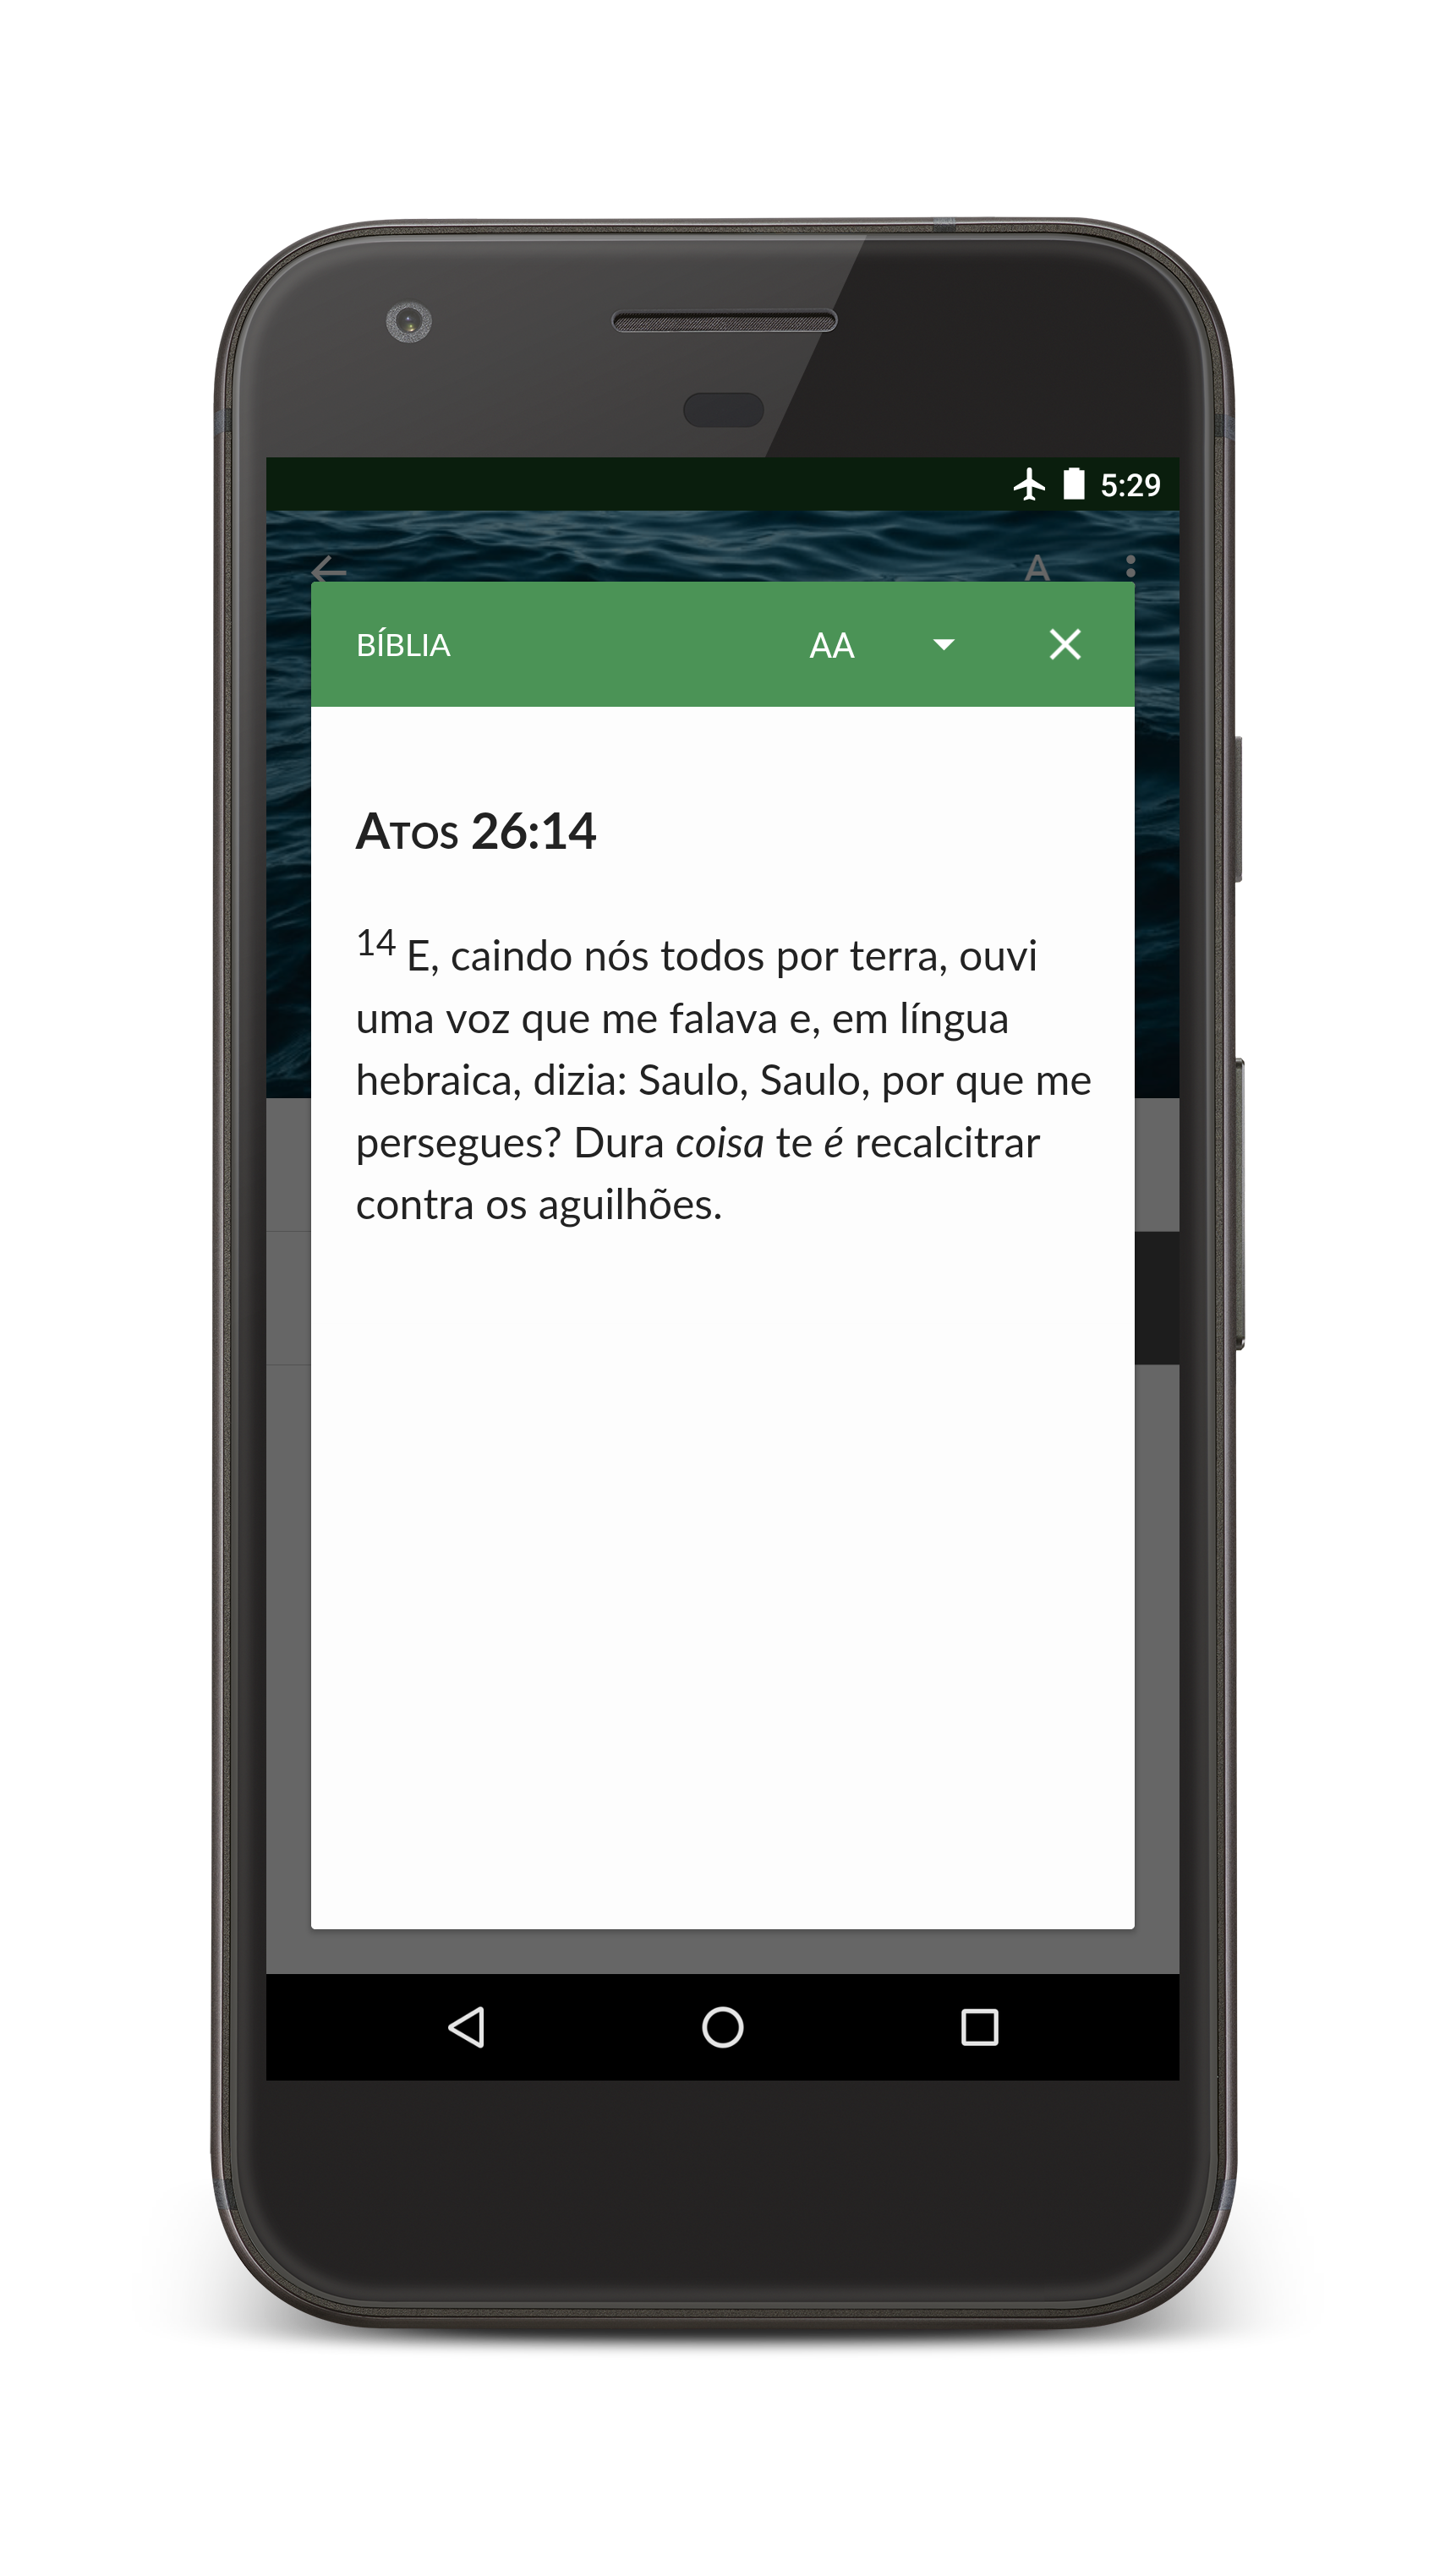 5:29
A
BÍBLIA AA
Atos 26:14
14 E, caindo nós todos por terra, ouvi
uma voz que me falava e, em língua
hebraica, dizia: Saulo, Saulo, por que me
persegues? Dura coisa te é recalcitrar
contra os aguilhões.